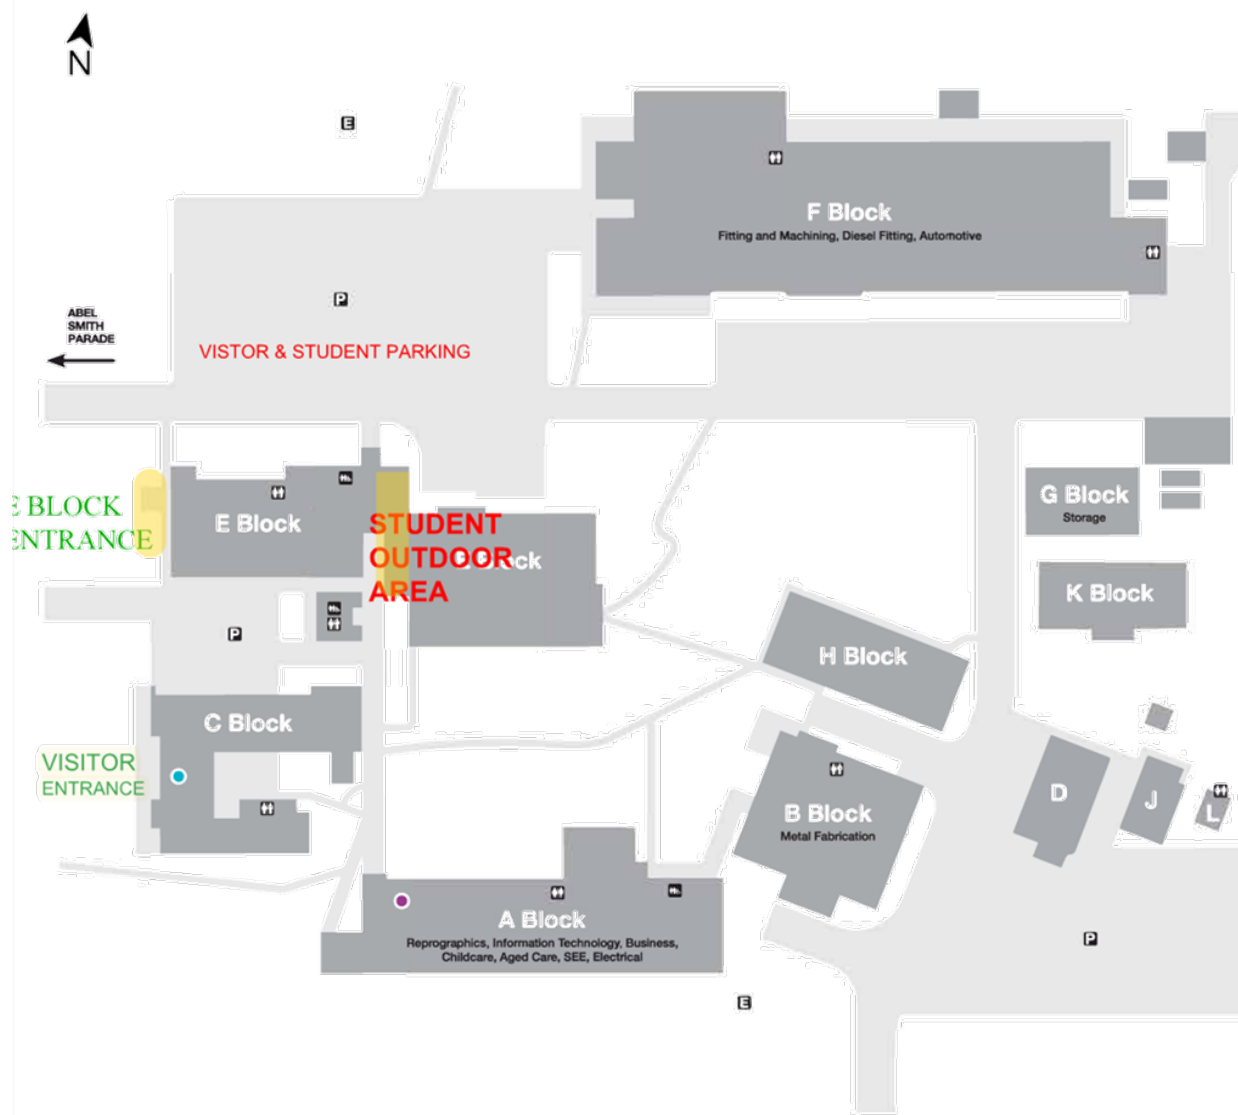 N
E
F Block
Fitting and Machining, Diesel Fitting, Automotive
P
ABEL
SMITH
PARADE
VISTOR & STUDENT PARKING
E BLOCK
ENTRANCE
E Block
STUDENT
OUTDOOR
AREA
Block
G Block
Storage
K Block
P
H Block
C Block
VISITOR
ENTRANCE
B Block
Metal Fabrication
D
J
L
A Block
Reprographics, Information Technology, Business,
Childcare, Aged Care, SEE, Electrical
P
E